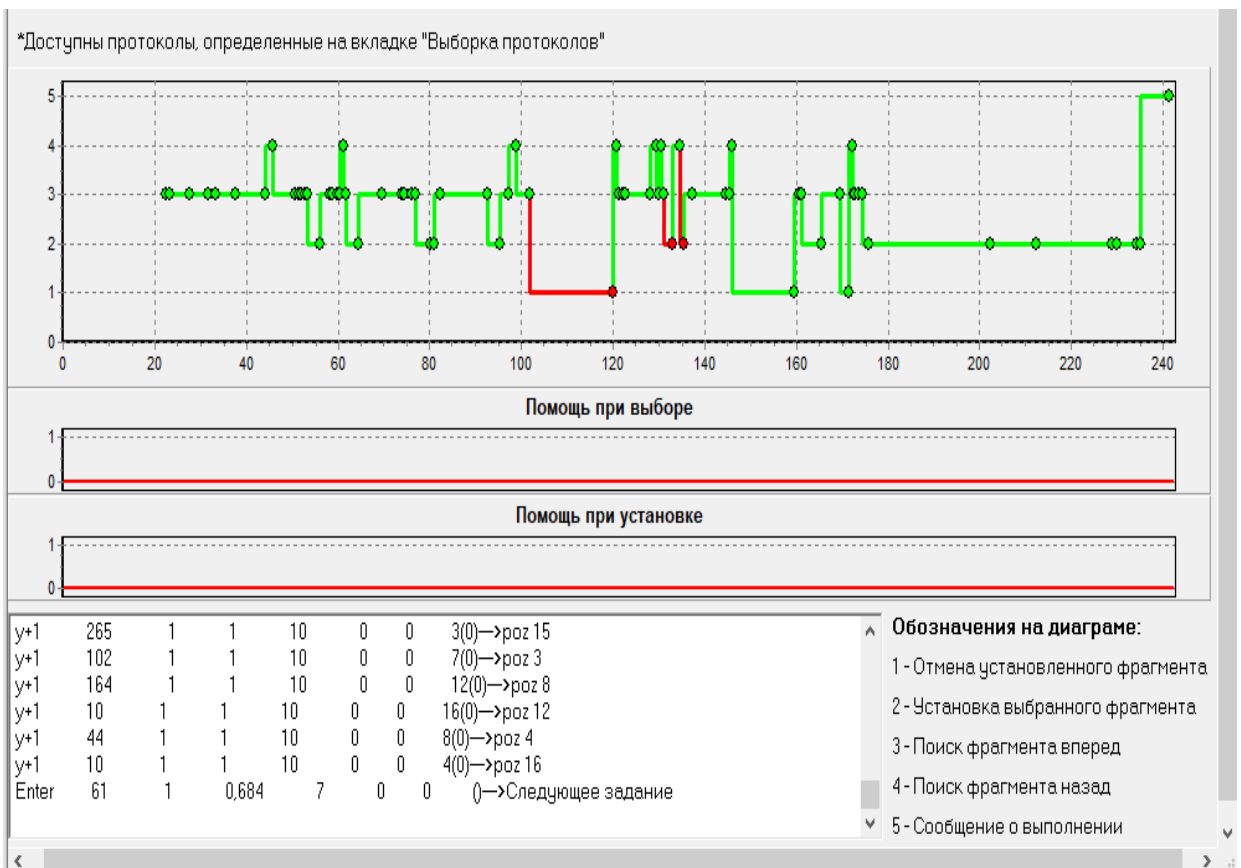 *Доступны протоколы, определенные на вкладке "Выборка протоколов"
5
4
3
2
1
0
0 20 40 60 80 100 120 140 160 180 200 220 240
Помощь при выборе
1
0
Помощь при установке
1
0
y+1 265 1 1 10 0 0 3(0)—>poz 15
y+1 102 1 1 10 0 0 7(0)—>poz 3
y+1 164 1 1 10 0 0 12(0)—>poz 8
y+1 10 1 1 10 0 0 16(0)—>poz 12
y+1 44 1 1 10 0 0 8(0)—>poz 4
y+1 10 1 1 10 0 0 4(0)—>poz 16
Enter 61 1 0,684 7 0 0 ()—>Следующее задание
Обозначения на диаграме:
1 - Отмена установленного фрагмента
2 - Установка выбранного фрагмента
3 - Поиск фрагмента вперед
4 - Поиск фрагмента назад
5 - Сообщение о выполнении